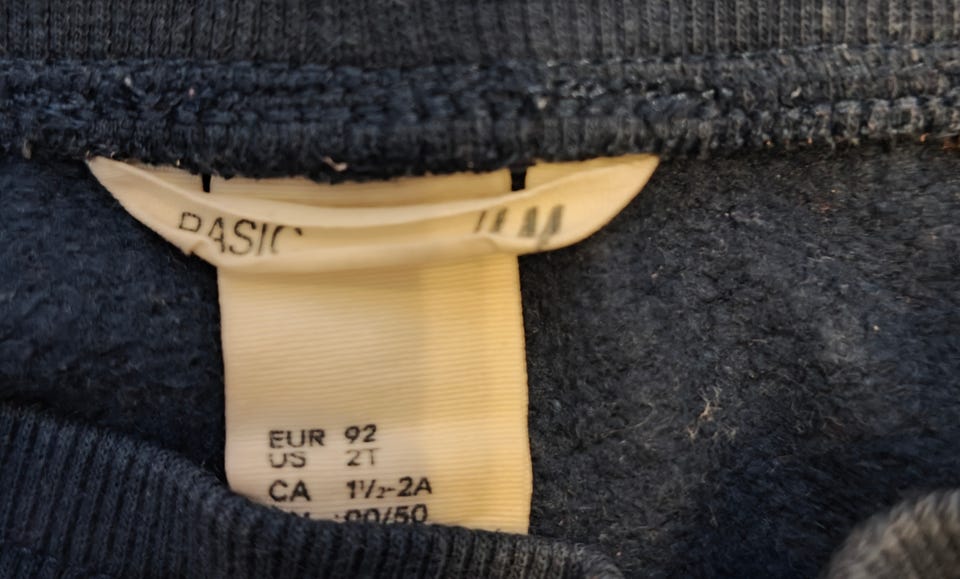 BASIC
EUR 92
US 2T
CA 1½-2A